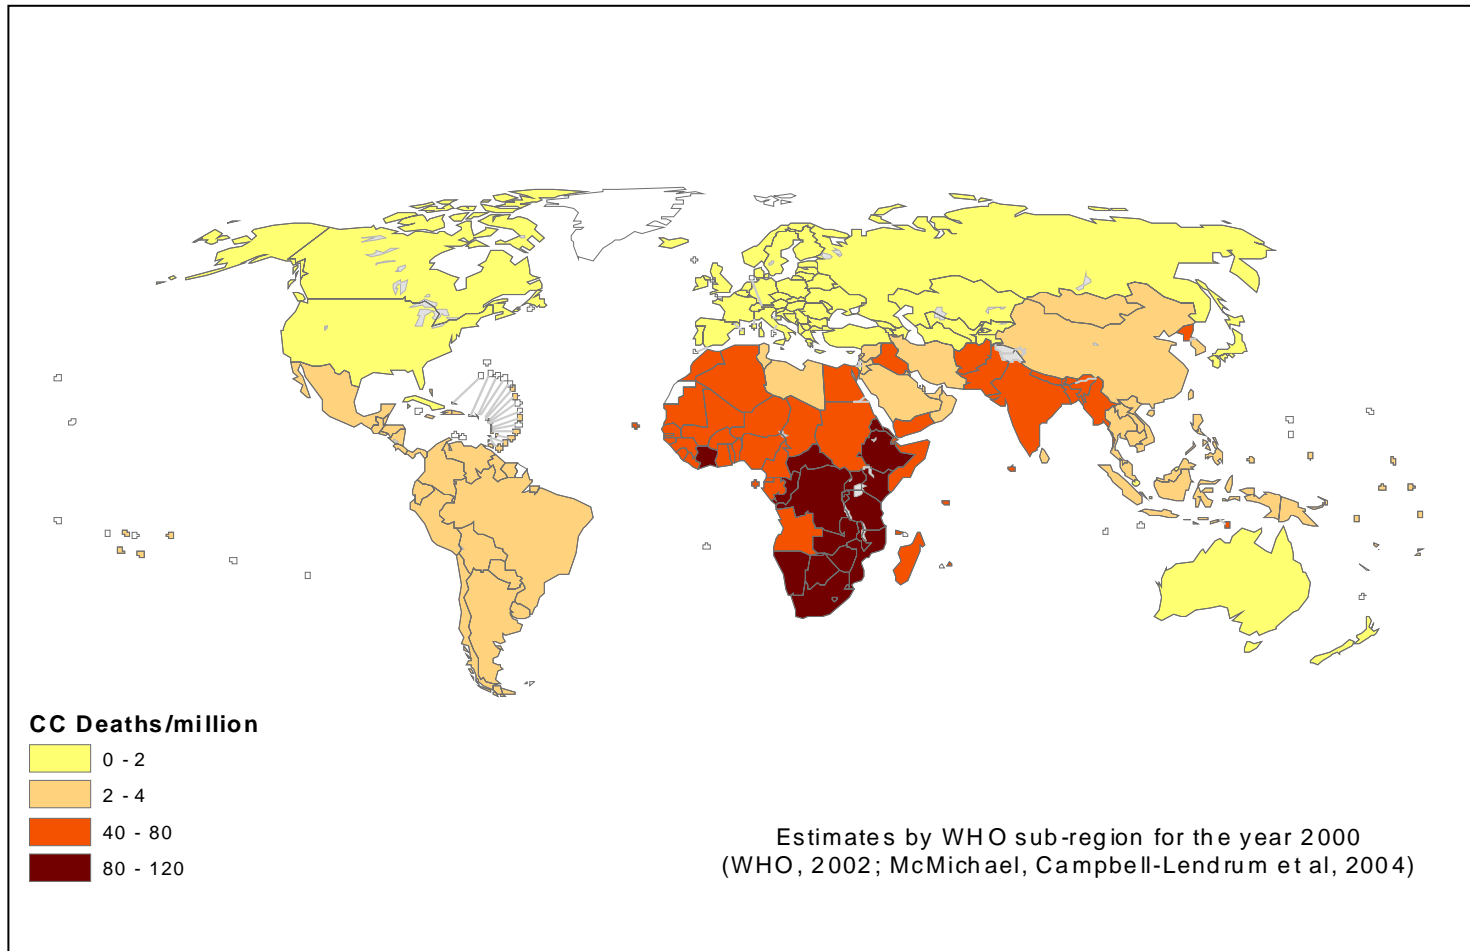 CC Deaths/million
0 - 2
2 - 4
40 - 80
80 - 120
Estimates by WHO sub-region for the year 2000
(WHO, 2002; McMichael, Campbell-Lendrum et al, 2004)